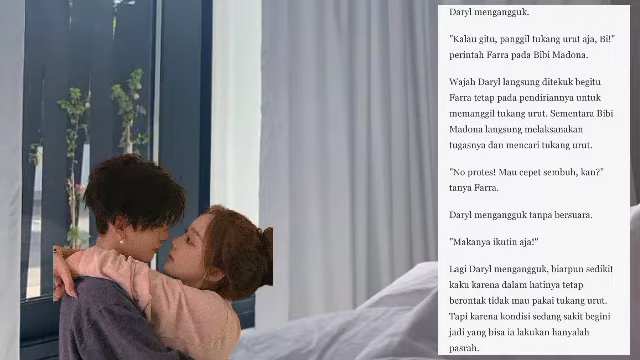 Daryl mengangguk.
"Kalau gitu, panggil tukang urut aja, Bi!"
perintah Farra pada Bibi Madona.
Wajah Daryl langsung ditekuk begitu
Farra tetap pada pendiriannya untuk
memanggil tukang urut. Sementara Bibi
Madona langsung melaksanakan
tugasnya dan mencari tukang urut.
"No protes! Mau cepet sembuh, kan?"
tanya Farra.
Daryl mengangguk tanpa bersuara.
"Makanya ikutin aja!"
Lagi Daryl mengangguk, biarpun sedikit
kaku karena dalam hatinya tetap
berontak tidak mau pakai tukang urut.
Tapi karena kondisi sedang sakit begini
jadi yang bisa ia lakukan hanyalah
pasrah.